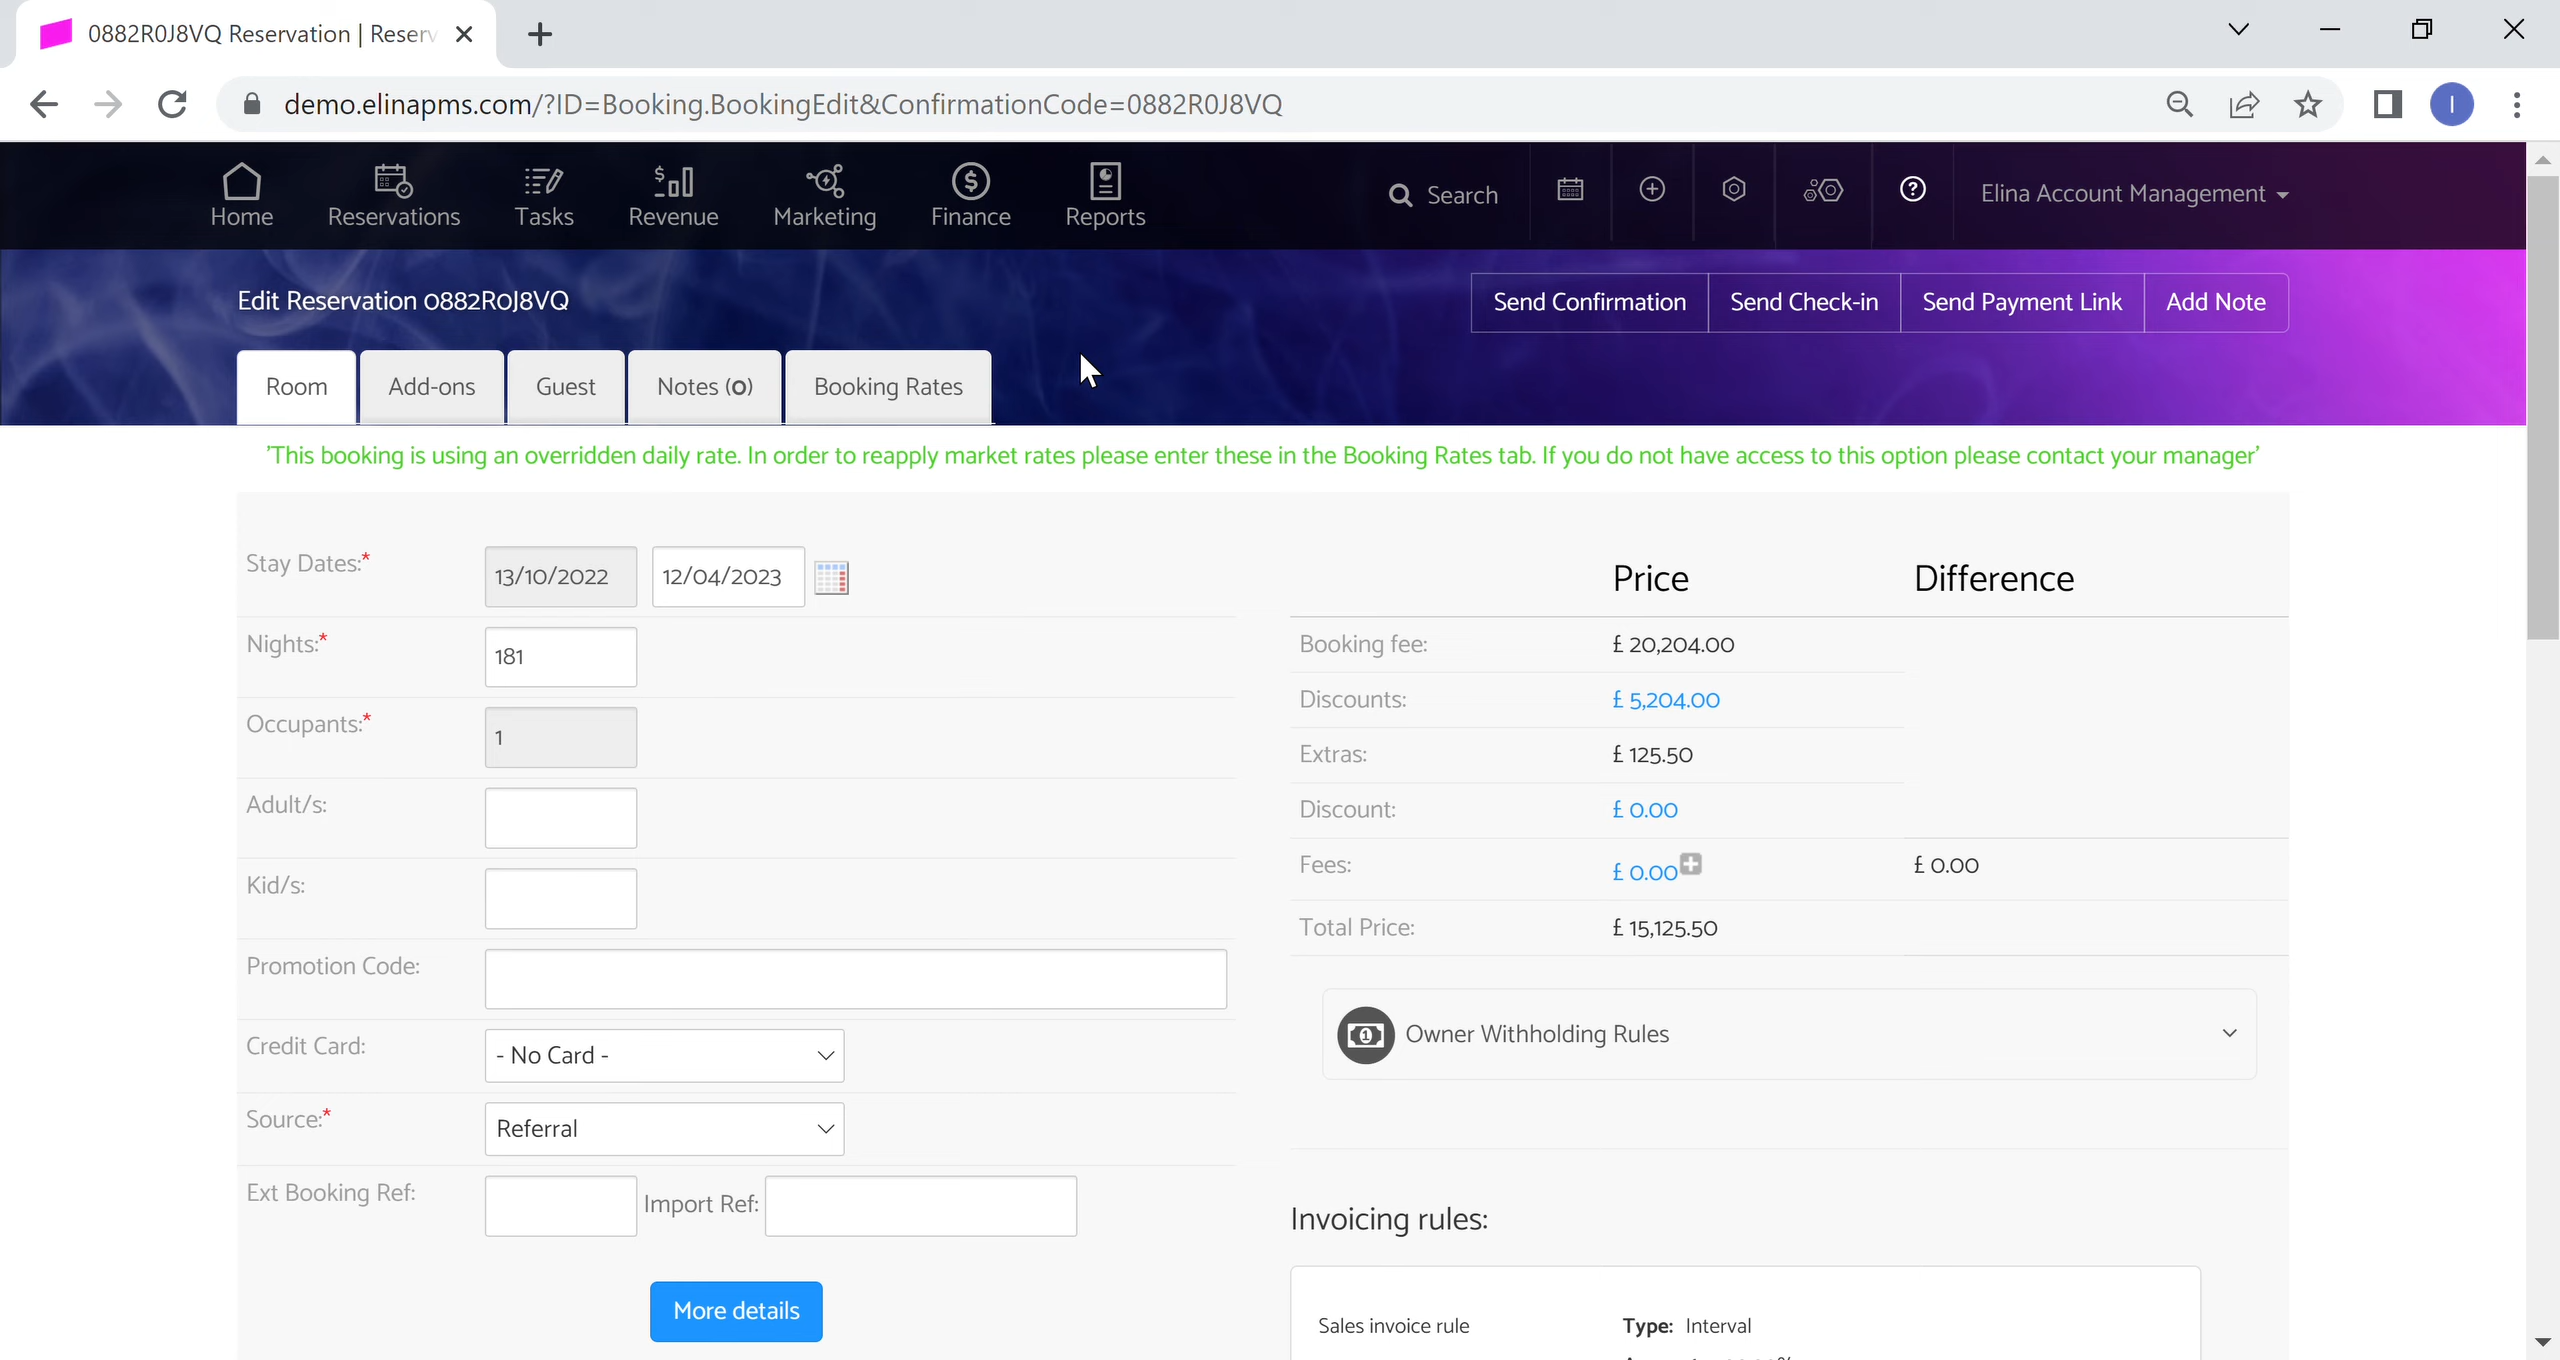 0882R0J8VQ Reservation | Reserv
demo.elinapms.com/?ID=Booking.BookingEdit&ConfirmationCode=0882R0J8VQ
I
Home
Reservations
Tasks
Revenue
Marketing
Finance
Reports
Search
Elina Account Management
Edit Reservation 0882R0J8VQ
Send Confirmation
Send Check-in
Send Payment Link
Add Note
Room
Add-ons
Guest
Notes (0)
Booking Rates
'This booking is using an overridden daily rate. In order to reapply market rates please enter these in the Booking Rates tab. If you do not have access to this option please contact your manager'
Stay Dates:* 13/10/2022 12/04/2023
Nights:* 181
Occupants:* 1
Adult/s:
Kid/s:
Promotion Code:
Credit Card: - No Card -
Source:* Referral
Ext Booking Ref: Import Ref:
More details
Price Difference
Booking fee: £ 20,204.00
Discounts: £ 5,204.00
Extras: £ 125.50
Discount: £ 0.00
Fees: £ 0.00 £ 0.00
Total Price: £ 15,125.50
Owner Withholding Rules
Invoicing rules:
Sales invoice rule Type: Interval